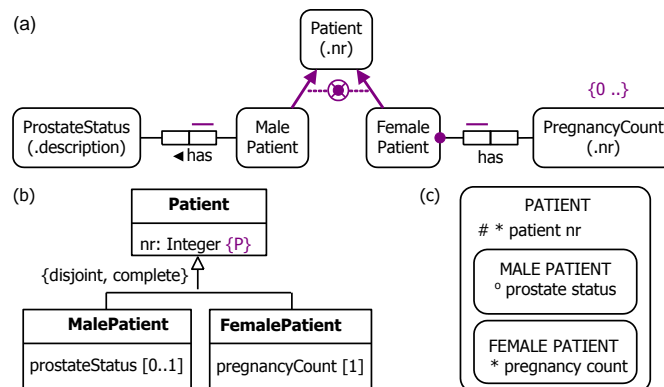 (a)
Patient
(.nr)
{0 ..}
ProstateStatus
(.description)
◄ has
Male
Patient
Female
Patient
has
PregnancyCount
(.nr)
(b)
Patient
nr: Integer {P}
{disjoint, complete}
MalePatient
prostateStatus [0..1]
FemalePatient
pregnancyCount [1]
(c)
PATIENT
# * patient nr
MALE PATIENT
o prostate status
FEMALE PATIENT
* pregnancy count